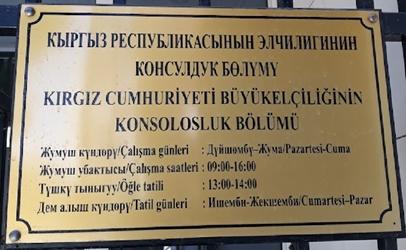 КЫРГЫЗ РЕСПУБЛИКАСЫНЫН ЭЛЧИЛИГИНИН
КОНСУЛДУК БӨЛҮМҮ
KIRGIZ CUMHURİYETİ BÜYÜKELÇİLİĞİNİN
KONSOLOSLUK BÖLÜMÜ
Жумуш күндөрү/Çalışma günleri : Дүйшөмбү–Жума/Pazartesi-Cuma
Жумуш убактысы/Çalışma saatleri : 09:00-16:00
Түшкү тыныгуу/Öğle tatili : 13:00-14:00
Дем алыш күндөрү/Tatil günleri : Ишемби-Жекшемби/Cumartesi–Pazar